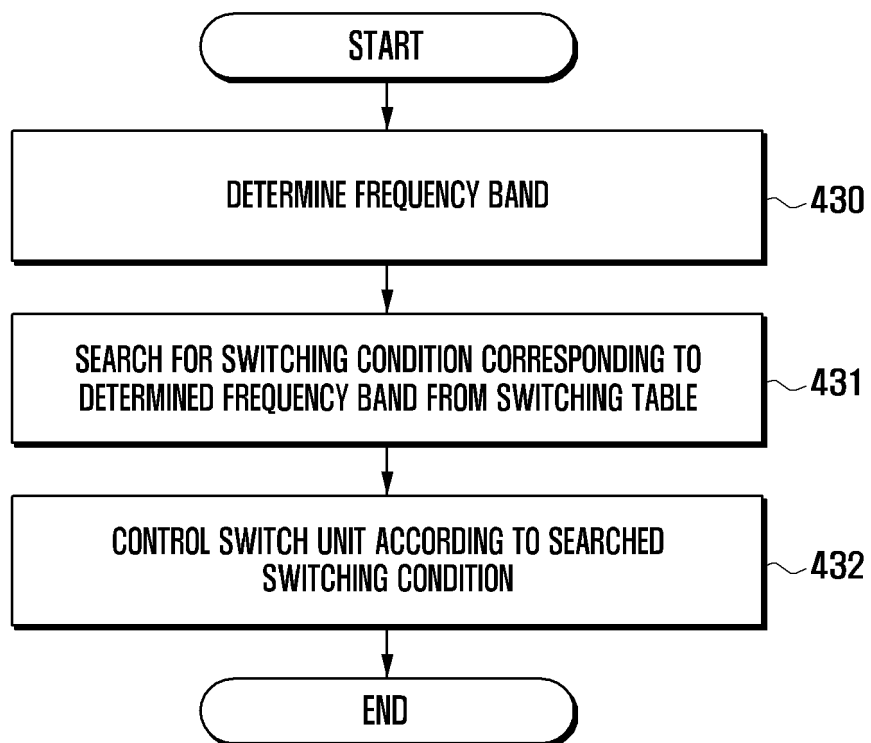 START
DETERMINE FREQUENCY BAND
430
SEARCH FOR SWITCHING CONDITION CORRESPONDING TO
DETERMINED FREQUENCY BAND FROM SWITCHING TABLE
431
CONTROL SWITCH UNIT ACCORDING TO SEARCHED
SWITCHING CONDITION
432
END